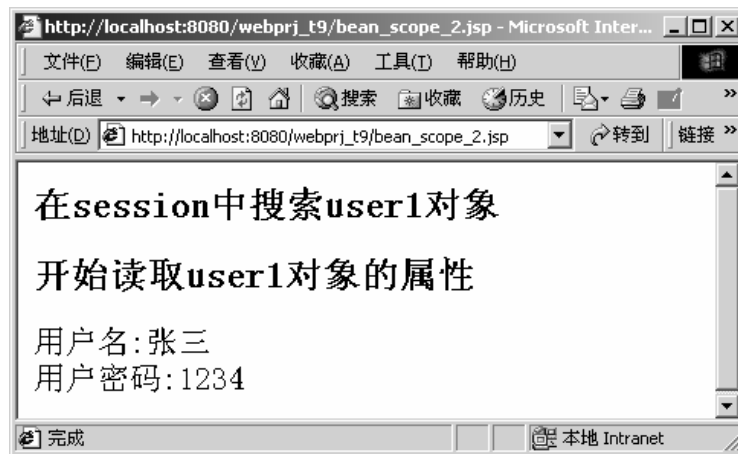 http://localhost:8080/webprj_t9/bean_scope_2.jsp - Microsoft Inter...
文件(F) 编辑(E) 查看(V) 收藏(A) 工具(T) 帮助(H)
后退 搜索 收藏 历史 »
地址(D) http://localhost:8080/webprj_t9/bean_scope_2.jsp 转到 链接 »
在session中搜索user1对象
开始读取user1对象的属性
用户名:张三
用户密码:1234
完成 本地 Intranet